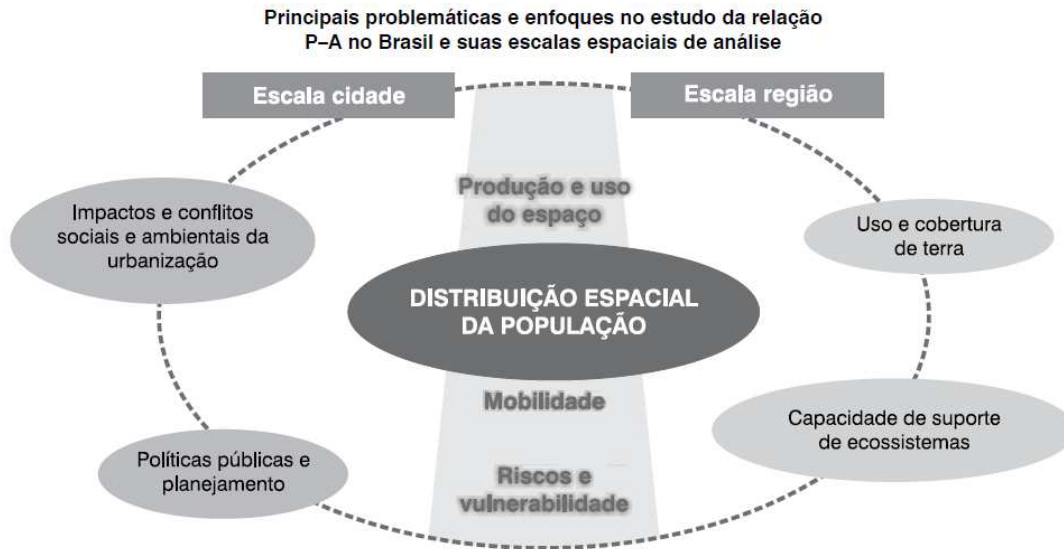 Principais problemáticas e enfoques no estudo da relação
P–A no Brasil e suas escalas espaciais de análise
Escala cidade
Escala região
Produção e uso
do espaço
Impactos e conflitos
sociais e ambientais da
urbanização
Uso e cobertura
de terra
DISTRIBUIÇÃO ESPACIAL
DA POPULAÇÃO
Mobilidade
Capacidade de suporte
de ecossistemas
Políticas públicas e
planejamento
Riscos e
vulnerabilidade